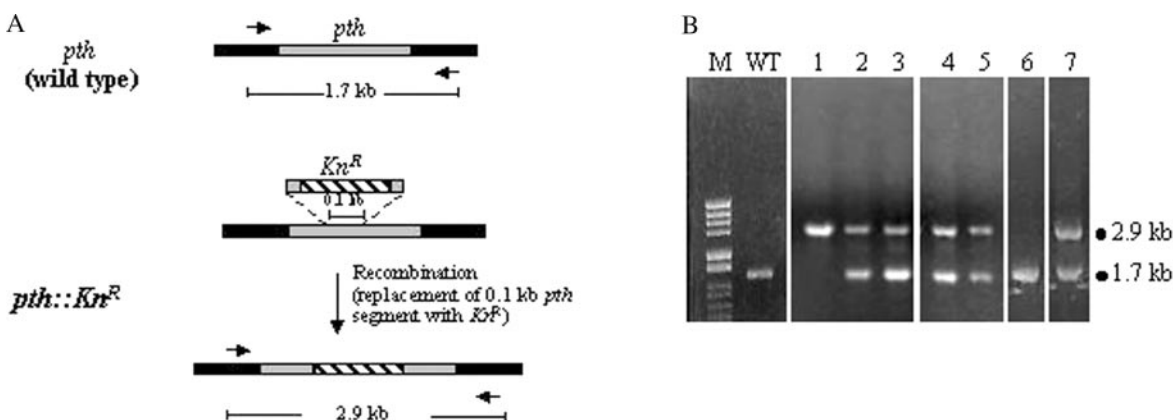 A
pth
(wild type)
pth
1.7 kb
Kn^R
0.1 kb
pth::Kn^R
Recombination
(replacement of 0.1 kb pth
segment with Kn^R)
2.9 kb
B
M WT 1 2 3 4 5 6 7
2.9 kb
1.7 kb